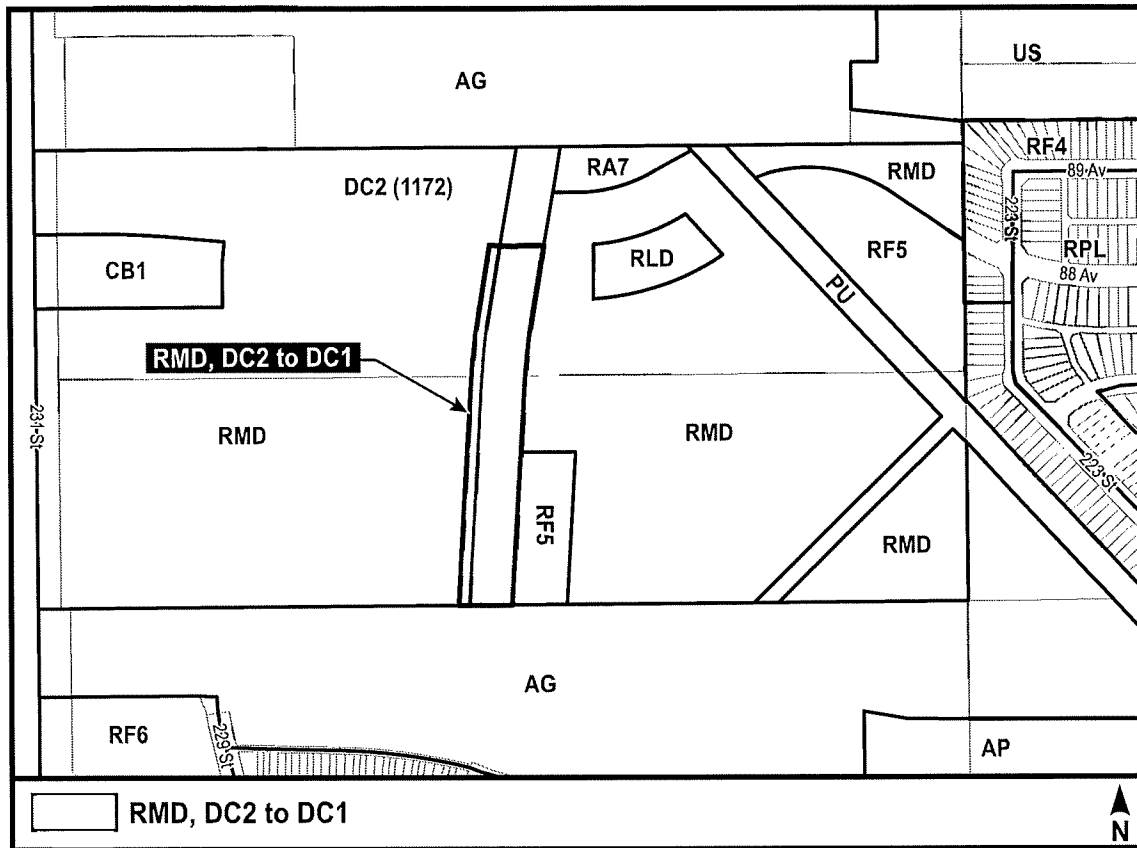 AG
US
RF4
89 Av
DC2 (1172)
RA7
RMD
223 St
CB1
RLD
RF5
RPL
88 Av
PU
RMD, DC2 to DC1
231 St
RMD
RMD
RF5
223 St
RMD
AG
RF6
229 St
AP
RMD, DC2 to DC1
N